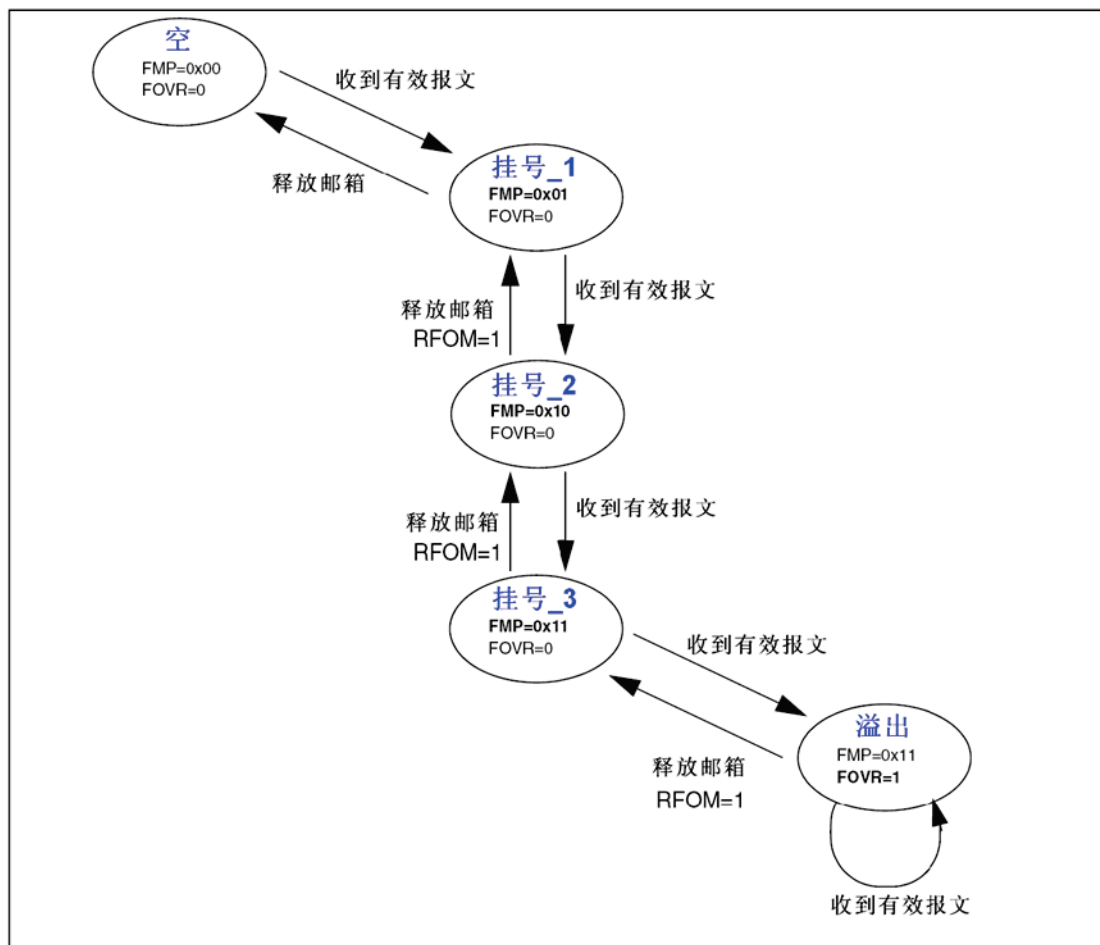 空
FMP=0x00
FOVR=0
收到有效报文
释放邮箱
挂号_1
FMP=0x01
FOVR=0
收到有效报文
释放邮箱
RFOM=1
挂号_2
FMP=0x10
FOVR=0
收到有效报文
释放邮箱
RFOM=1
挂号_3
FMP=0x11
FOVR=0
收到有效报文
溢出
FMP=0x11
FOVR=1
释放邮箱
RFOM=1
收到有效报文